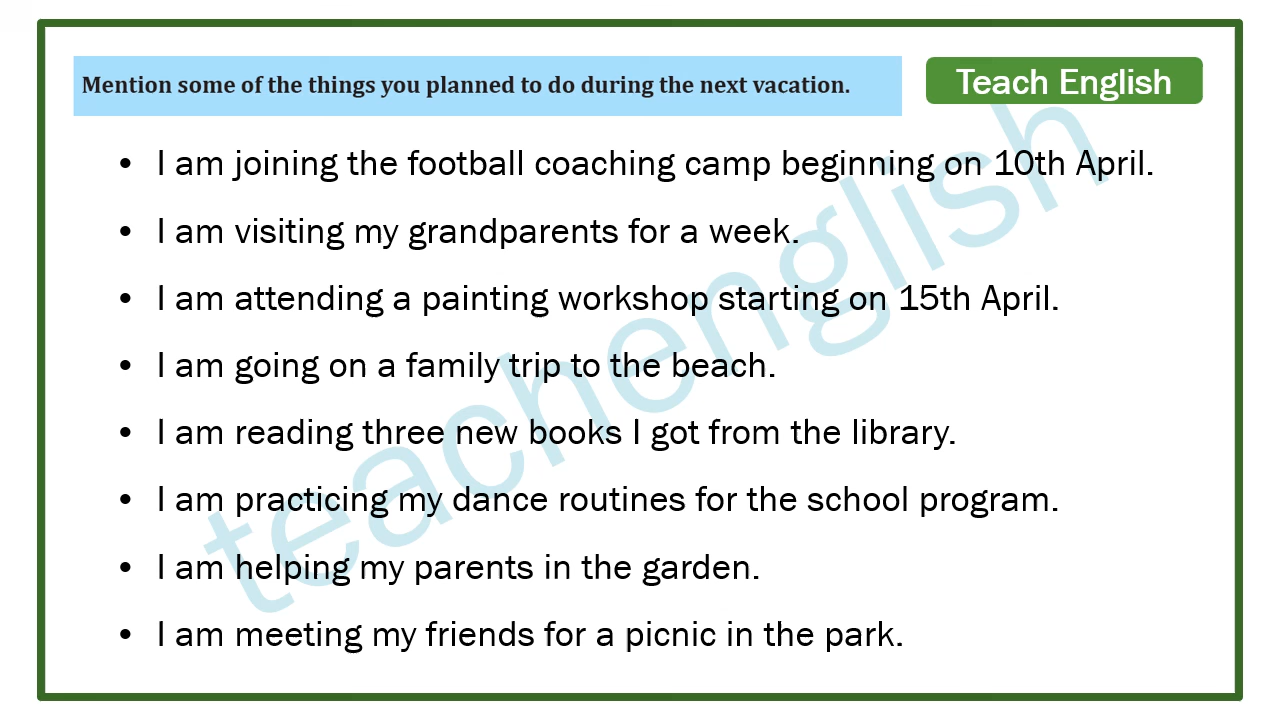 Mention some of the things you planned to do during the next vacation.
Teach English
• I am joining the football coaching camp beginning on 10th April.
• I am visiting my grandparents for a week.
• I am attending a painting workshop starting on 15th April.
• I am going on a family trip to the beach.
• I am reading three new books I got from the library.
• I am practicing my dance routines for the school program.
• I am helping my parents in the garden.
• I am meeting my friends for a picnic in the park.
teachenglish